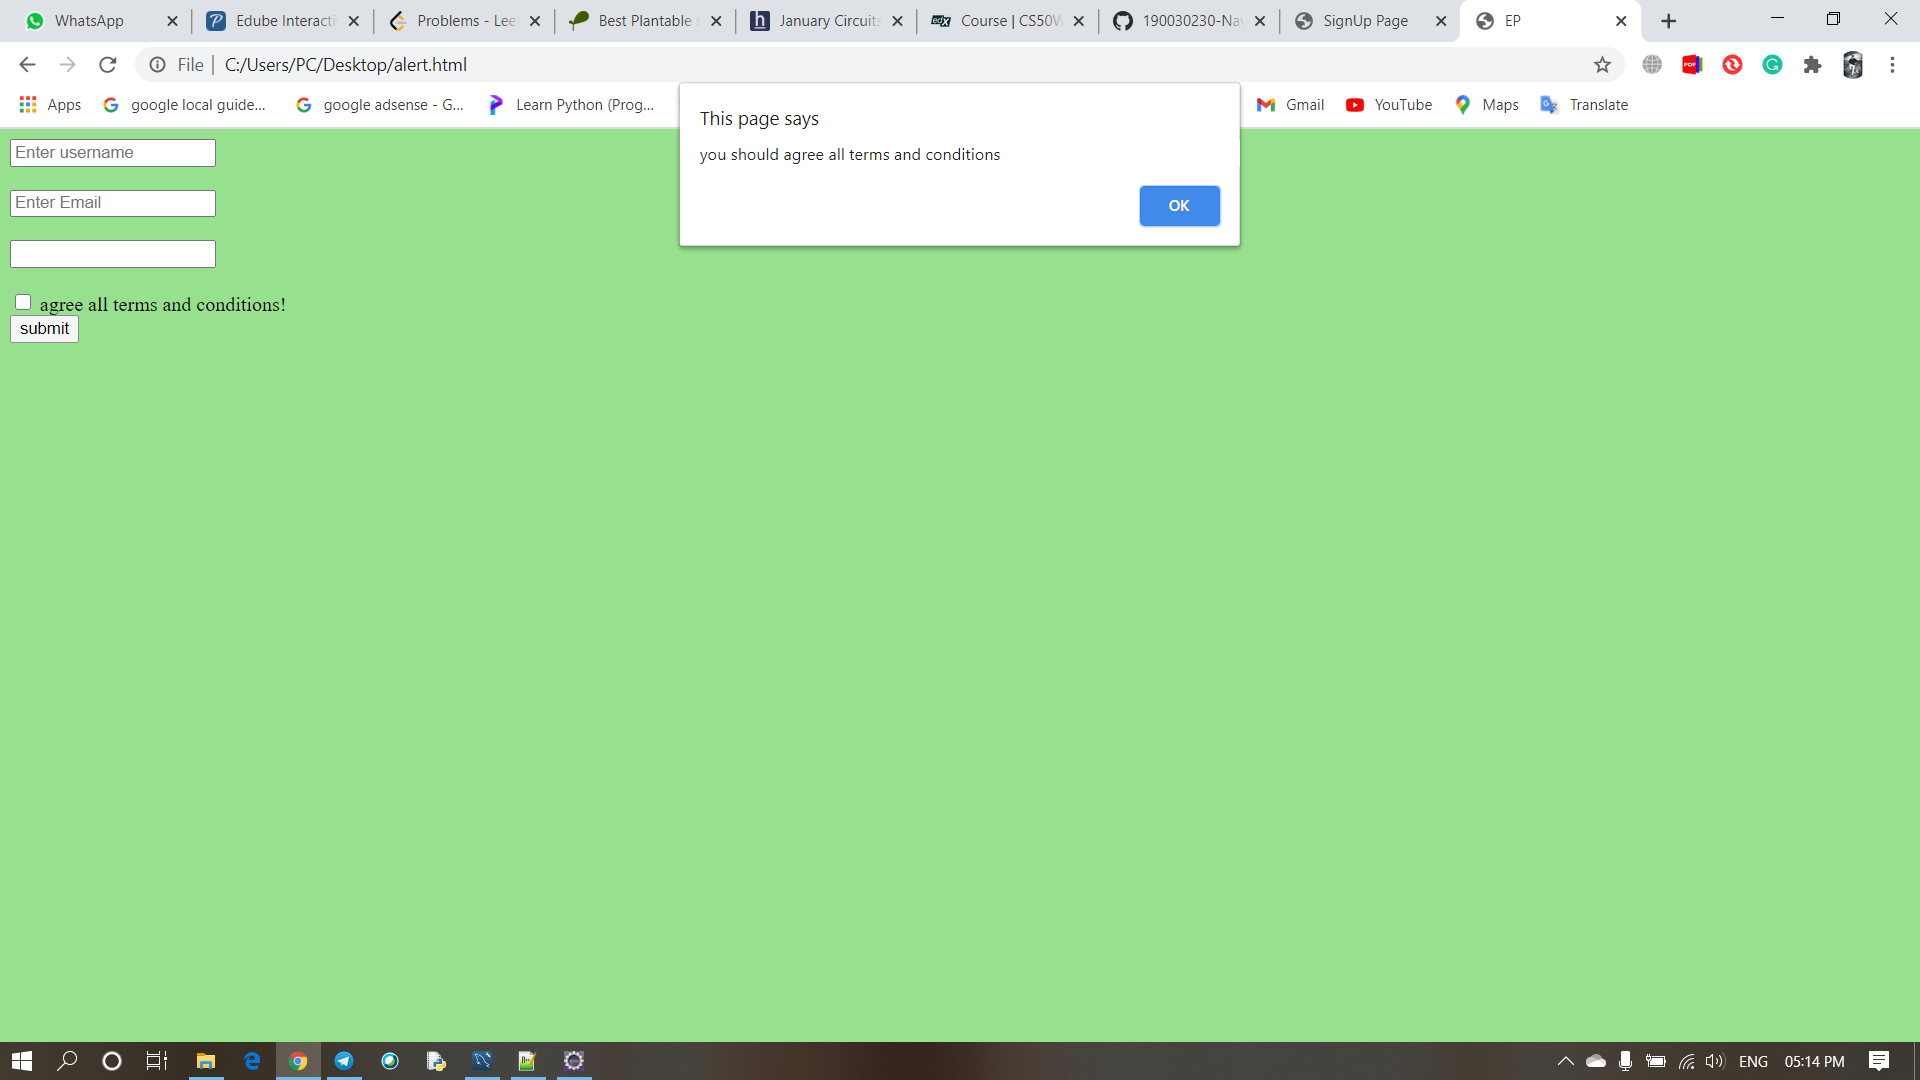 WhatsApp
Edube Interacti
Problems - Lee
Best Plantable s
January Circuits
Course | CS50W
190030230-Nav
SignUp Page
EP
File | C:/Users/PC/Desktop/alert.html
Apps
google local guide...
google adsense - G...
Learn Python (Prog...
Gmail
YouTube
Maps
Translate
This page says
you should agree all terms and conditions
OK
Enter username
Enter Email
agree all terms and conditions!
submit
ENG
05:14 PM